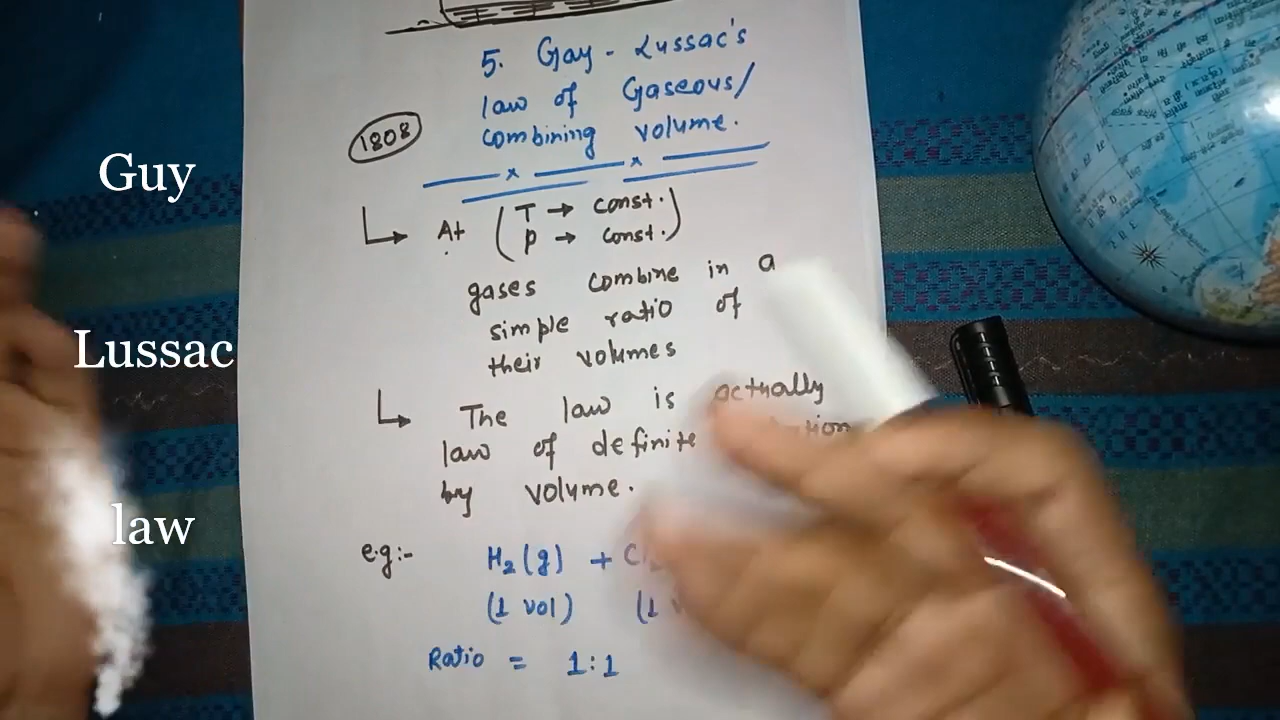 5. Gay - Lussac's
law of Gaseous/
combining volume.
1808
At (T → const.
P → const.)
gases combine in a
simple ratio of
their volumes
The law is actually
law of definite
by volume.
e.g:- H₂(g) +
(1 vol) (1
Ratio = 1:1
Guy
Lussac
law